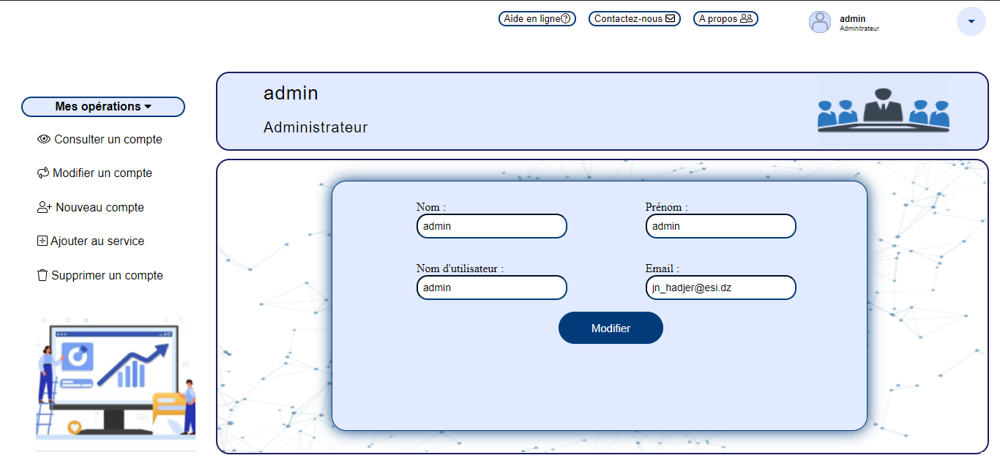 Aide en ligne
Contactez-nous
A propos
admin
Adminitrateur
Mes opérations
Consulter un compte
Modifier un compte
Nouveau compte
Ajouter au service
Supprimer un compte
admin
Administrateur
Nom :
Prénom :
admin
admin
Nom d'utilisateur :
Email :
admin
jn_hadjer@esi.dz
Modifier